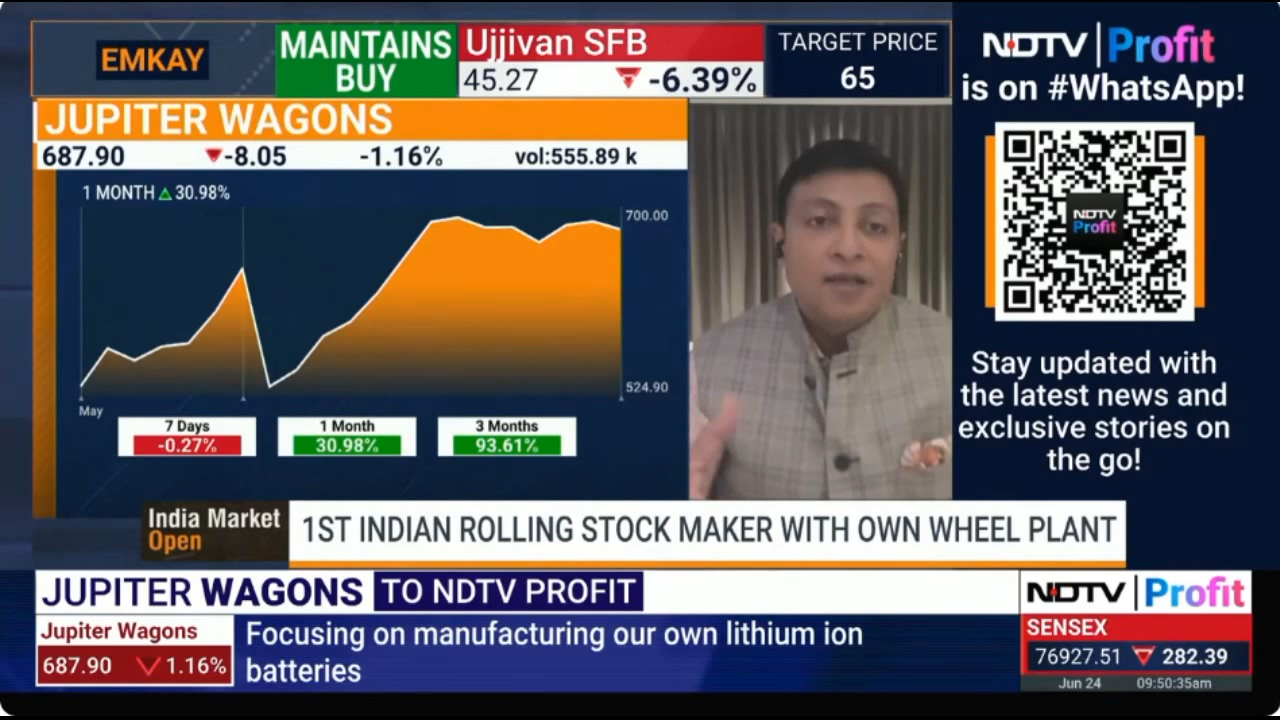 EMKAY
MAINTAINS
BUY
Ujjivan SFB
45.27 ▼ -6.39%
TARGET PRICE
65
NDTV | Profit
is on #WhatsApp!
JUPITER WAGONS
687.90 ▼-8.05 -1.16% vol:555.89 k
1 MONTH ▲ 30.98%
700.00
524.90
May
7 Days
-0.27%
1 Month
30.98%
3 Months
93.61%
NDTV
Profit
Stay updated with
the latest news and
exclusive stories on
the go!
India Market
Open
1ST INDIAN ROLLING STOCK MAKER WITH OWN WHEEL PLANT
JUPITER WAGONS TO NDTV PROFIT
Jupiter Wagons
687.90 ▽ 1.16%
Focusing on manufacturing our own lithium ion
batteries
NDTV | Profit
SENSEX
76927.51 ▽ 282.39
Jun 24 09:50:35am